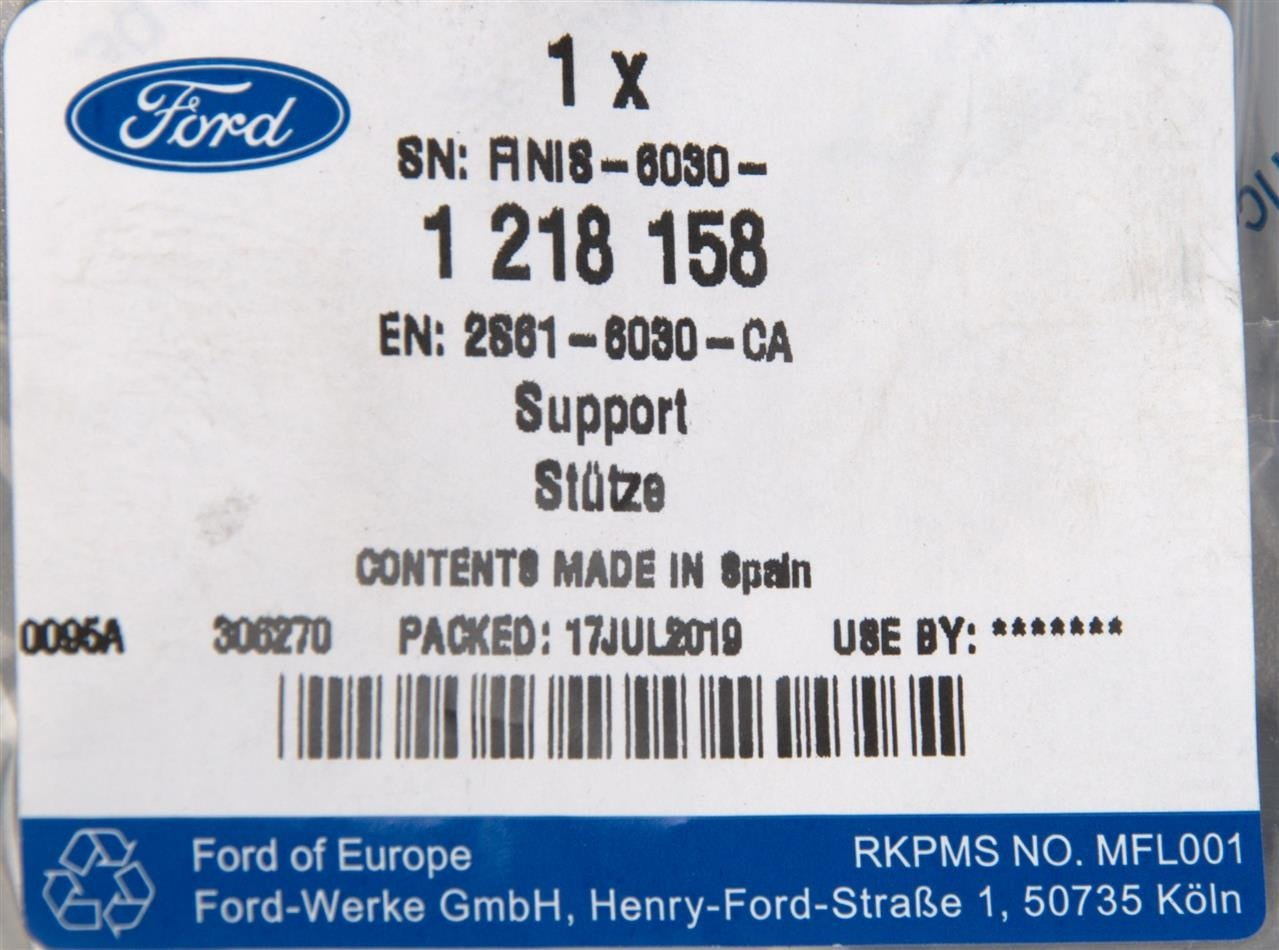 Ford
1 x
SN: FINIS-6030-
1 218 158
EN: 2S61-6030-CA
Support
Stütze
CONTENTS MADE IN Spain
0095A 306270 PACKED: 17JUL2019 USE BY: *******
Ford of Europe RKPMS NO. MFL001
Ford-Werke GmbH, Henry-Ford-Straße 1, 50735 Köln